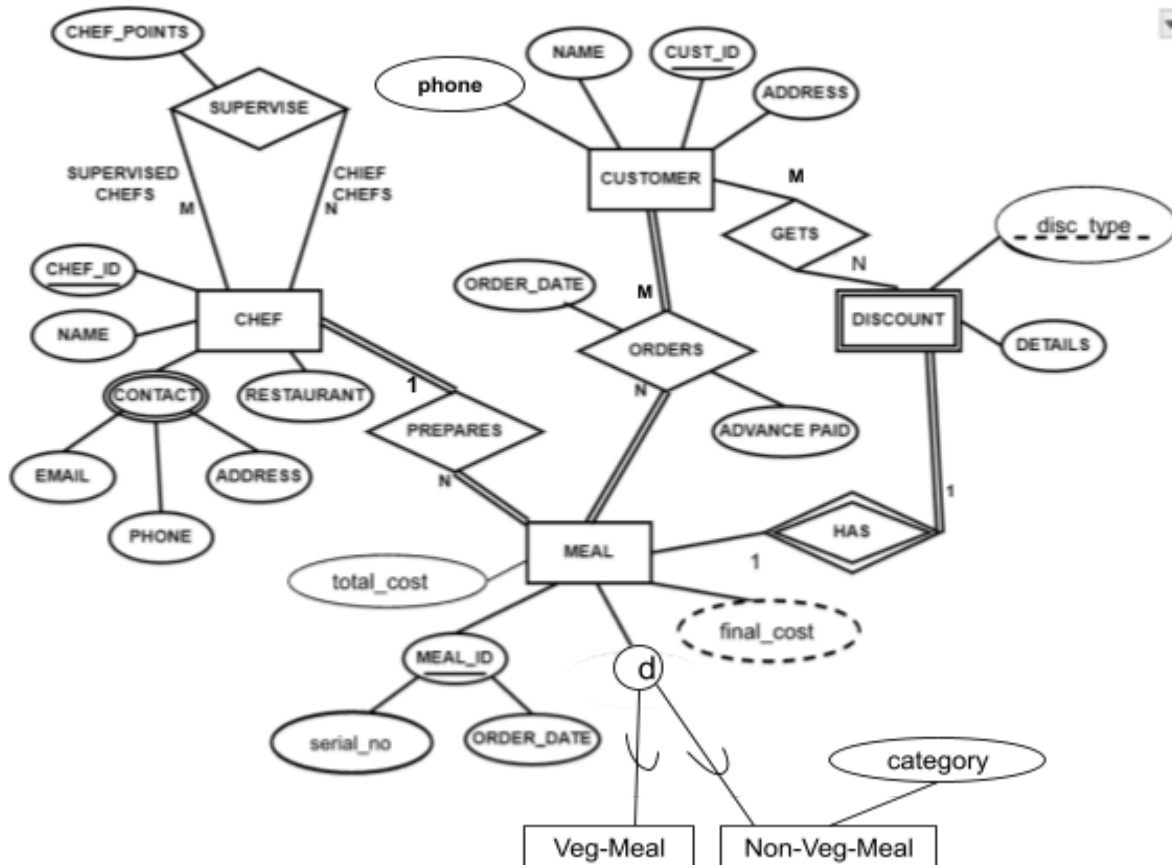 CHEF_POINTS
SUPERVISE
SUPERVISED
CHEFS
M
CHIEF
CHEFS
N
CHEF_ID
NAME
CHEF
CONTACT
RESTAURANT
EMAIL
PHONE
ADDRESS
phone
NAME
CUST_ID
ADDRESS
CUSTOMER
M
GETS
N
disc_type
DISCOUNT
DETAILS
ORDER_DATE
M
ORDERS
N
ADVANCE PAID
1
PREPARES
N
MEAL
1
HAS
1
total_cost
final_cost
MEAL_ID
serial_no
ORDER_DATE
d
category
Veg-Meal
Non-Veg-Meal